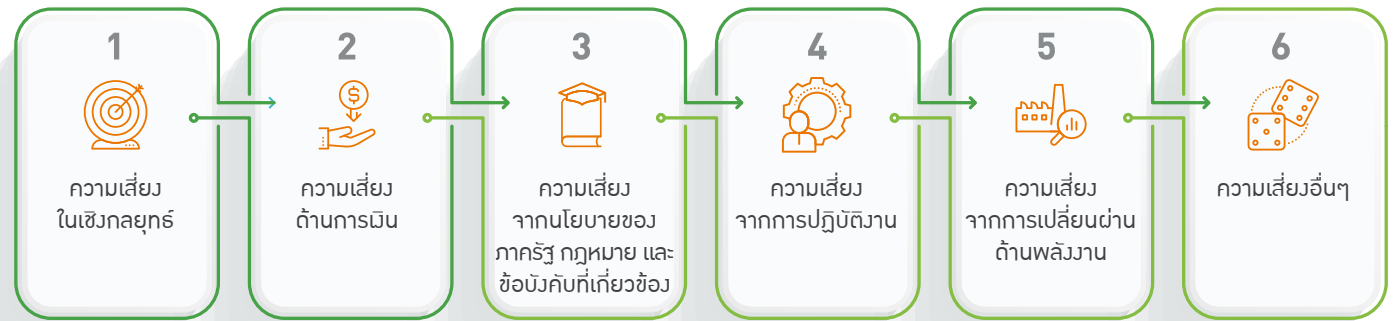 1
ความเสี่ยง
ในเชิงกลยุทธ์
2
ความเสี่ยง
ด้านการเงิน
3
ความเสี่ยง
จากนโยบายของ
ภาครัฐ กฎหมาย และ
ข้อบังคับที่เกี่ยวข้อง
4
ความเสี่ยง
จากการปฏิบัติงาน
5
ความเสี่ยง
จากการเปลี่ยนผ่าน
ด้านพลังงาน
6
ความเสี่ยงอื่นๆ